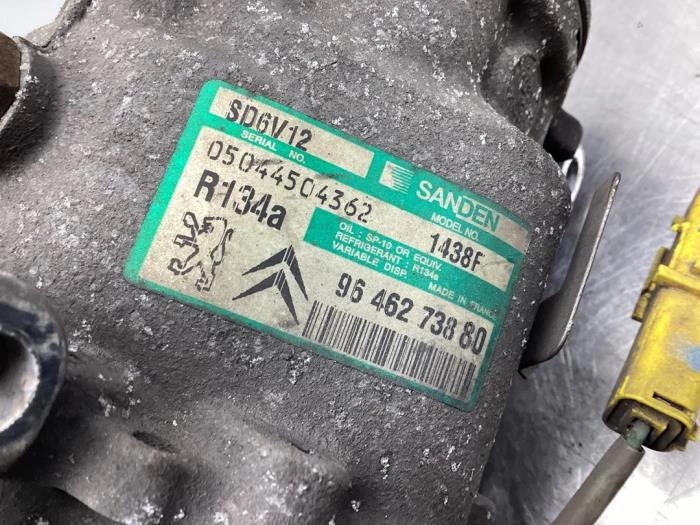 SD6V12
SERIAL NO.
05044504362
SANDEN
MODEL NO.
1438F
R134a
OIL : SP-10 OR EQUIV.
REFRIGERANT : R134a
VARIABLE DISP.
MADE IN FRANCE
96 462 738 80